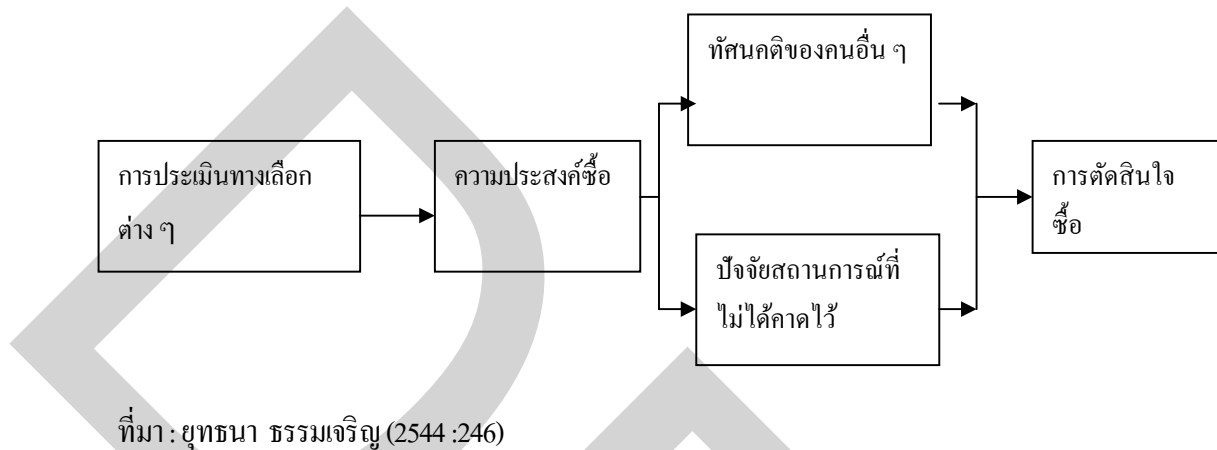 ทัศนคติของคนอื่น ๆ
การประเมินทางเลือก
ต่าง ๆ
ความประสงค์ซื้อ
การตัดสินใจ
ซื้อ
ปัจจัยสถานการณ์ที่
ไม่ได้คาดไว้
ที่มา : ยุทธนา ธรรมเจริญ (2544 :246)